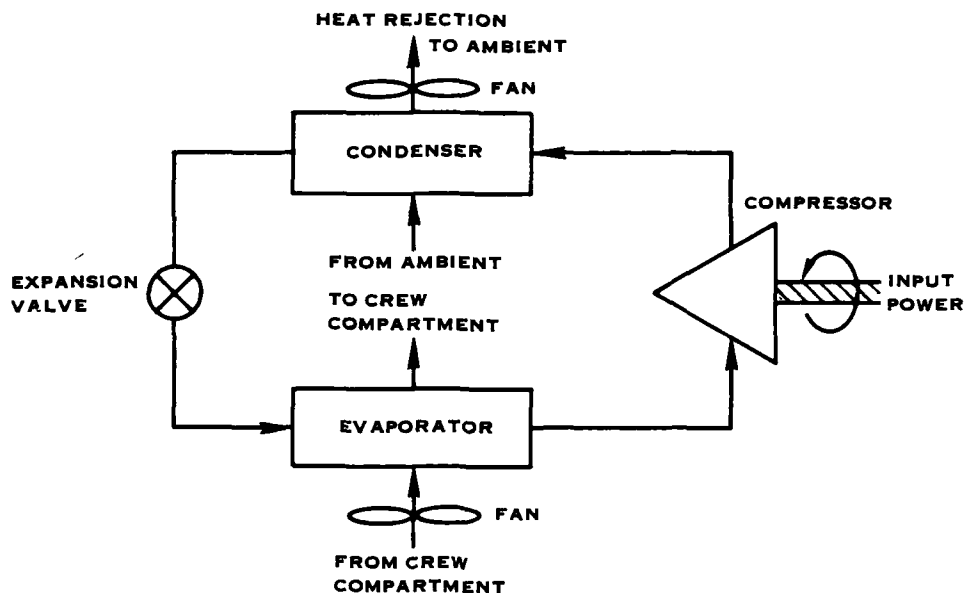 HEAT REJECTION
TO AMBIENT
FAN
CONDENSER
COMPRESSOR
FROM AMBIENT
EXPANSION
VALVE
INPUT
POWER
TO CREW
COMPARTMENT
EVAPORATOR
FAN
FROM CREW
COMPARTMENT